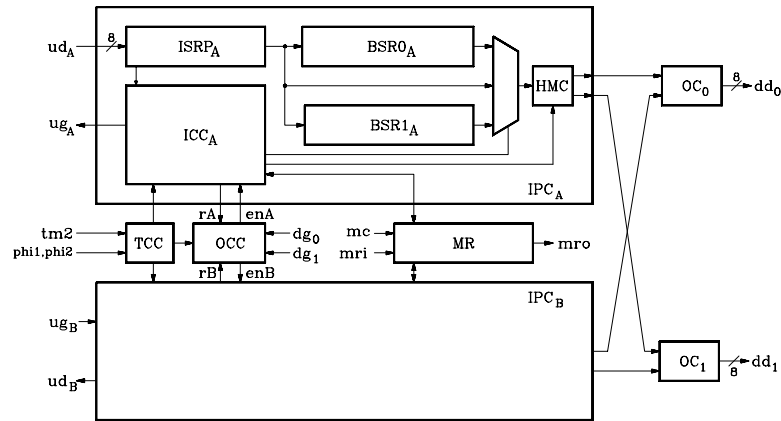 ud_A 8 ISRP_A BSR0_A
HMC OC_0 8 dd_0
ug_A ICC_A BSR1_A
IPC_A
rA enA
tm2 TCC OCC dg_0 mc MR mro
phi1,phi2 dg_1 mri
rB enB
IPC_B
ug_B
OC_1 8 dd_1
ud_B